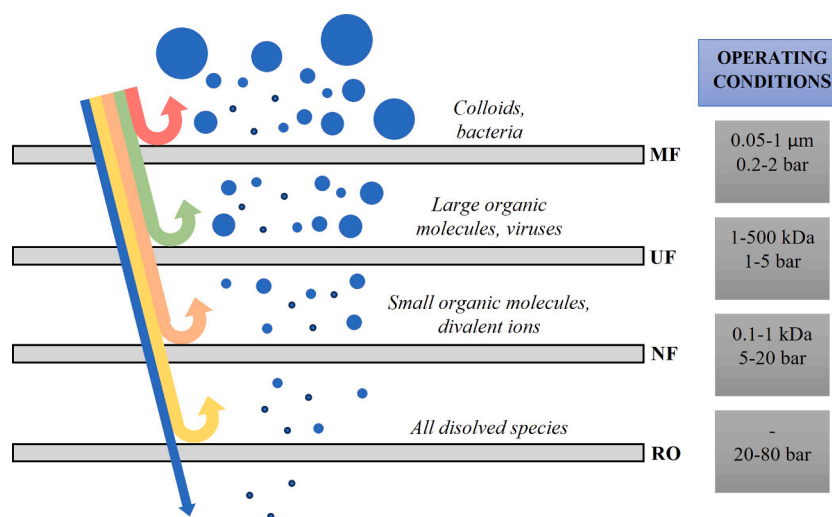 OPERATING
CONDITIONS
Colloids,
bacteria
MF
0.05-1 μm
0.2-2 bar
Large organic
molecules, viruses
UF
1-500 kDa
1-5 bar
Small organic molecules,
divalent ions
NF
0.1-1 kDa
5-20 bar
All disolved species
RO
-
20-80 bar